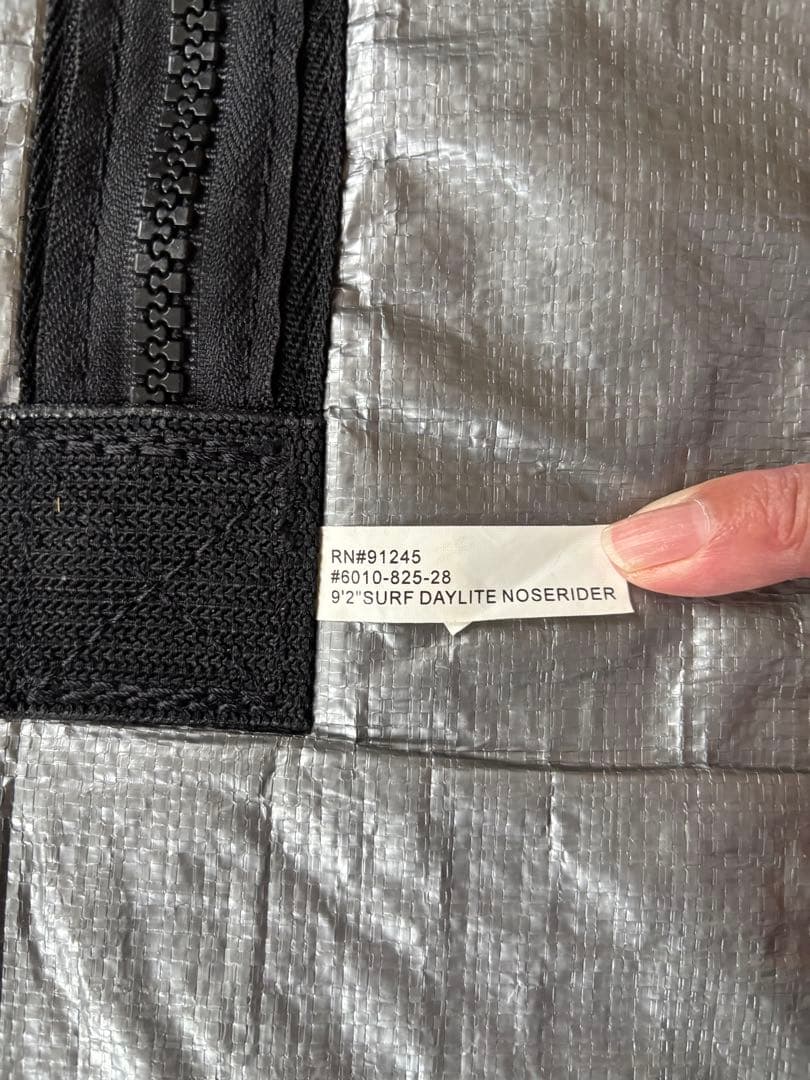 RN#91245
#6010-825-28
9'2"SURF DAYLITE NOSERIDER